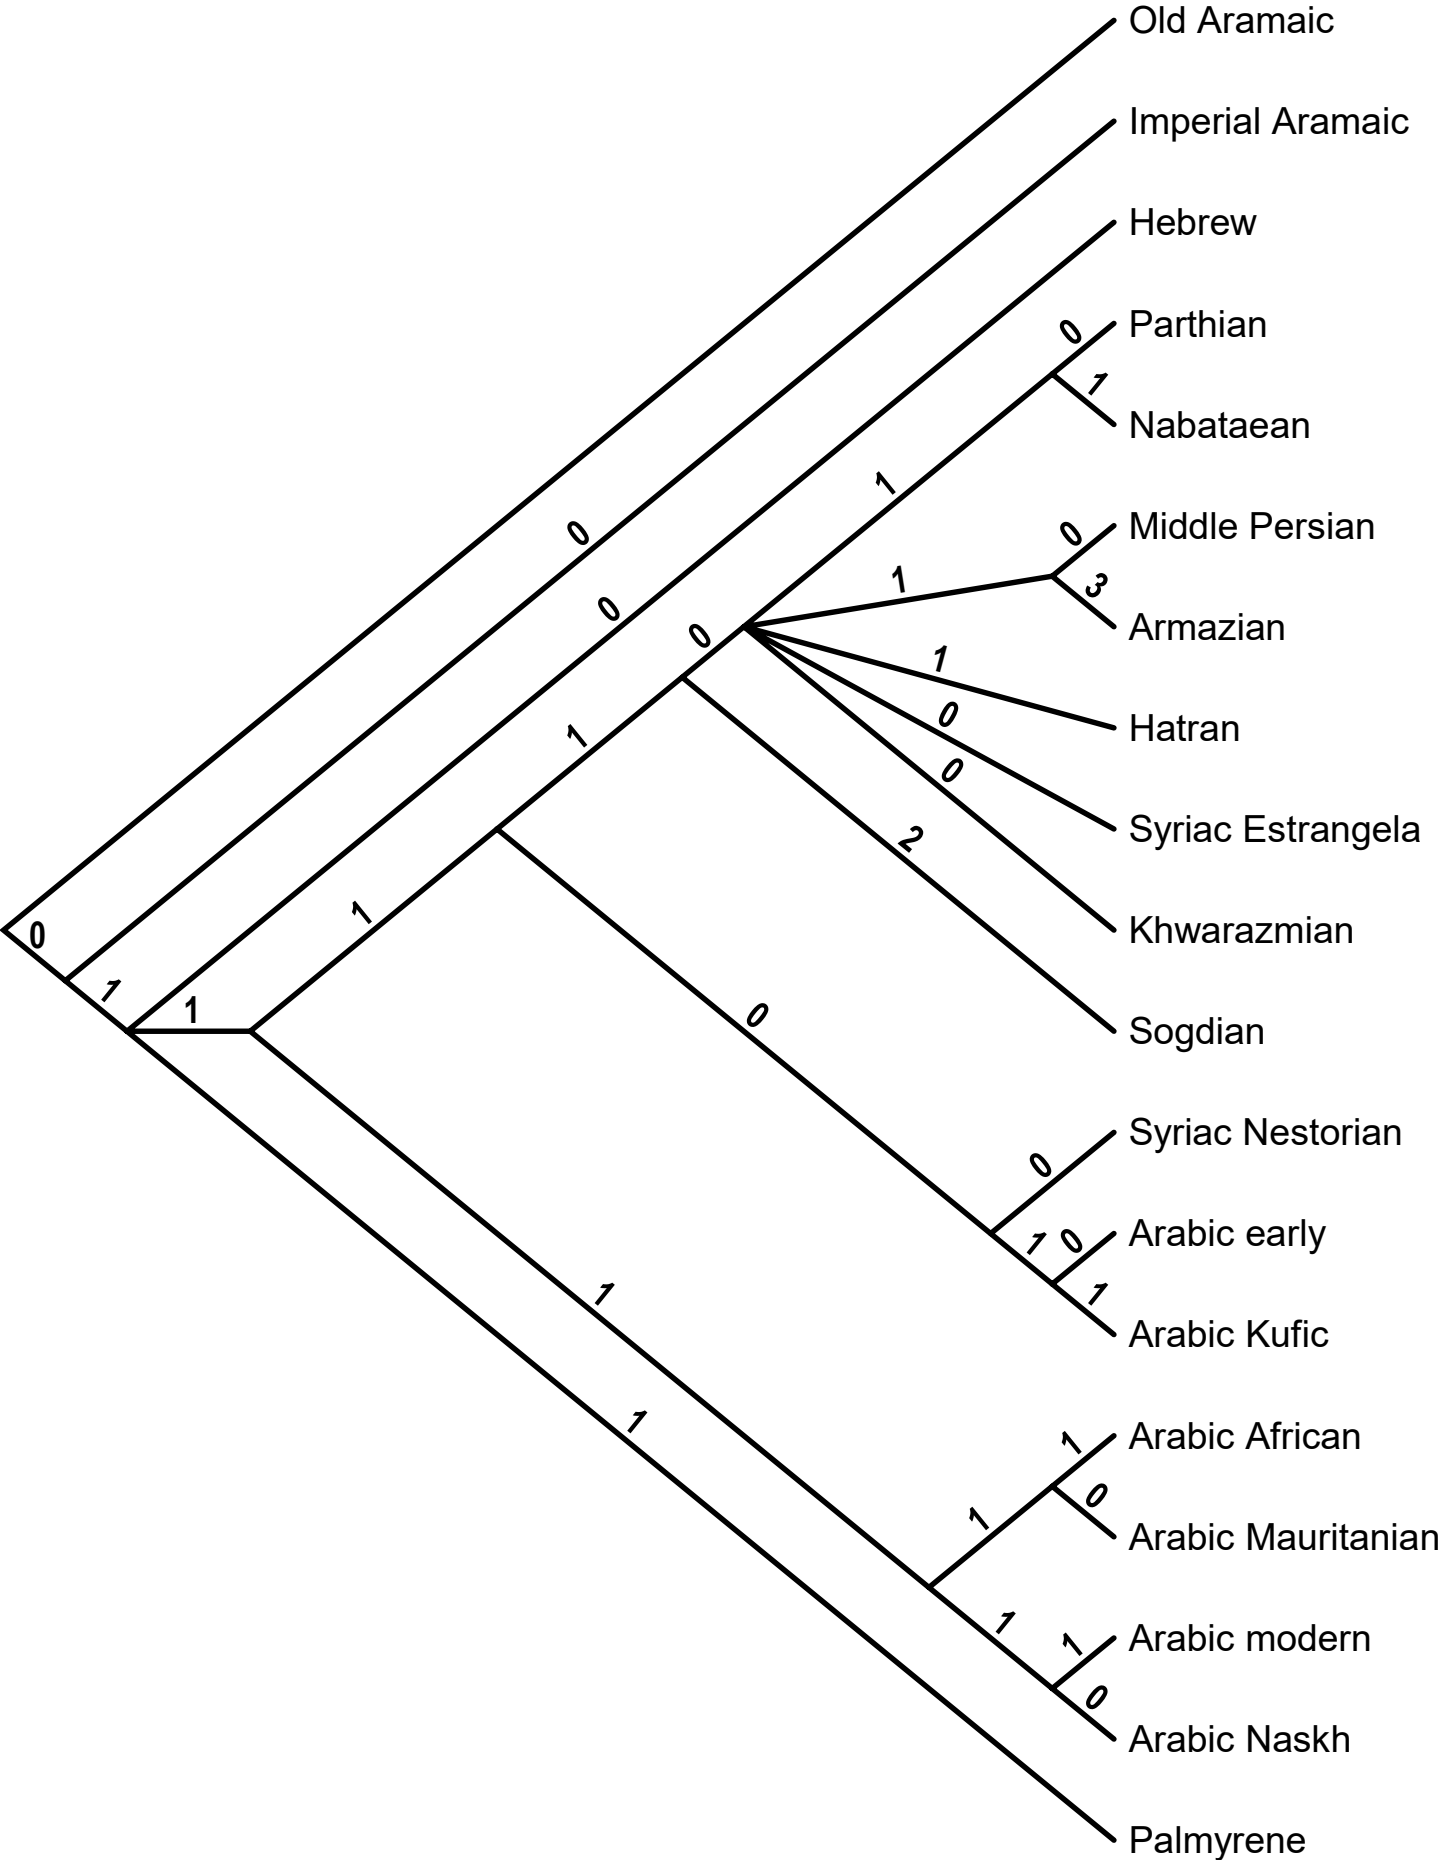 Old Aramaic
Imperial Aramaic
Hebrew
0 Parthian
1
Nabataean
1
0 Middle Persian
0
1
3
Armazian
0
0
1
Hatran
0
1
0
Syriac Estrangela
2
1
0
Khwarazmian
1
1
0
Sogdian
Syriac Nestorian
0
0 Arabic early
1
1
1
Arabic Kufic
1
1
Arabic African
0
1
Arabic Mauritanian
1
1
Arabic modern
0
Arabic Naskh
Palmyrene